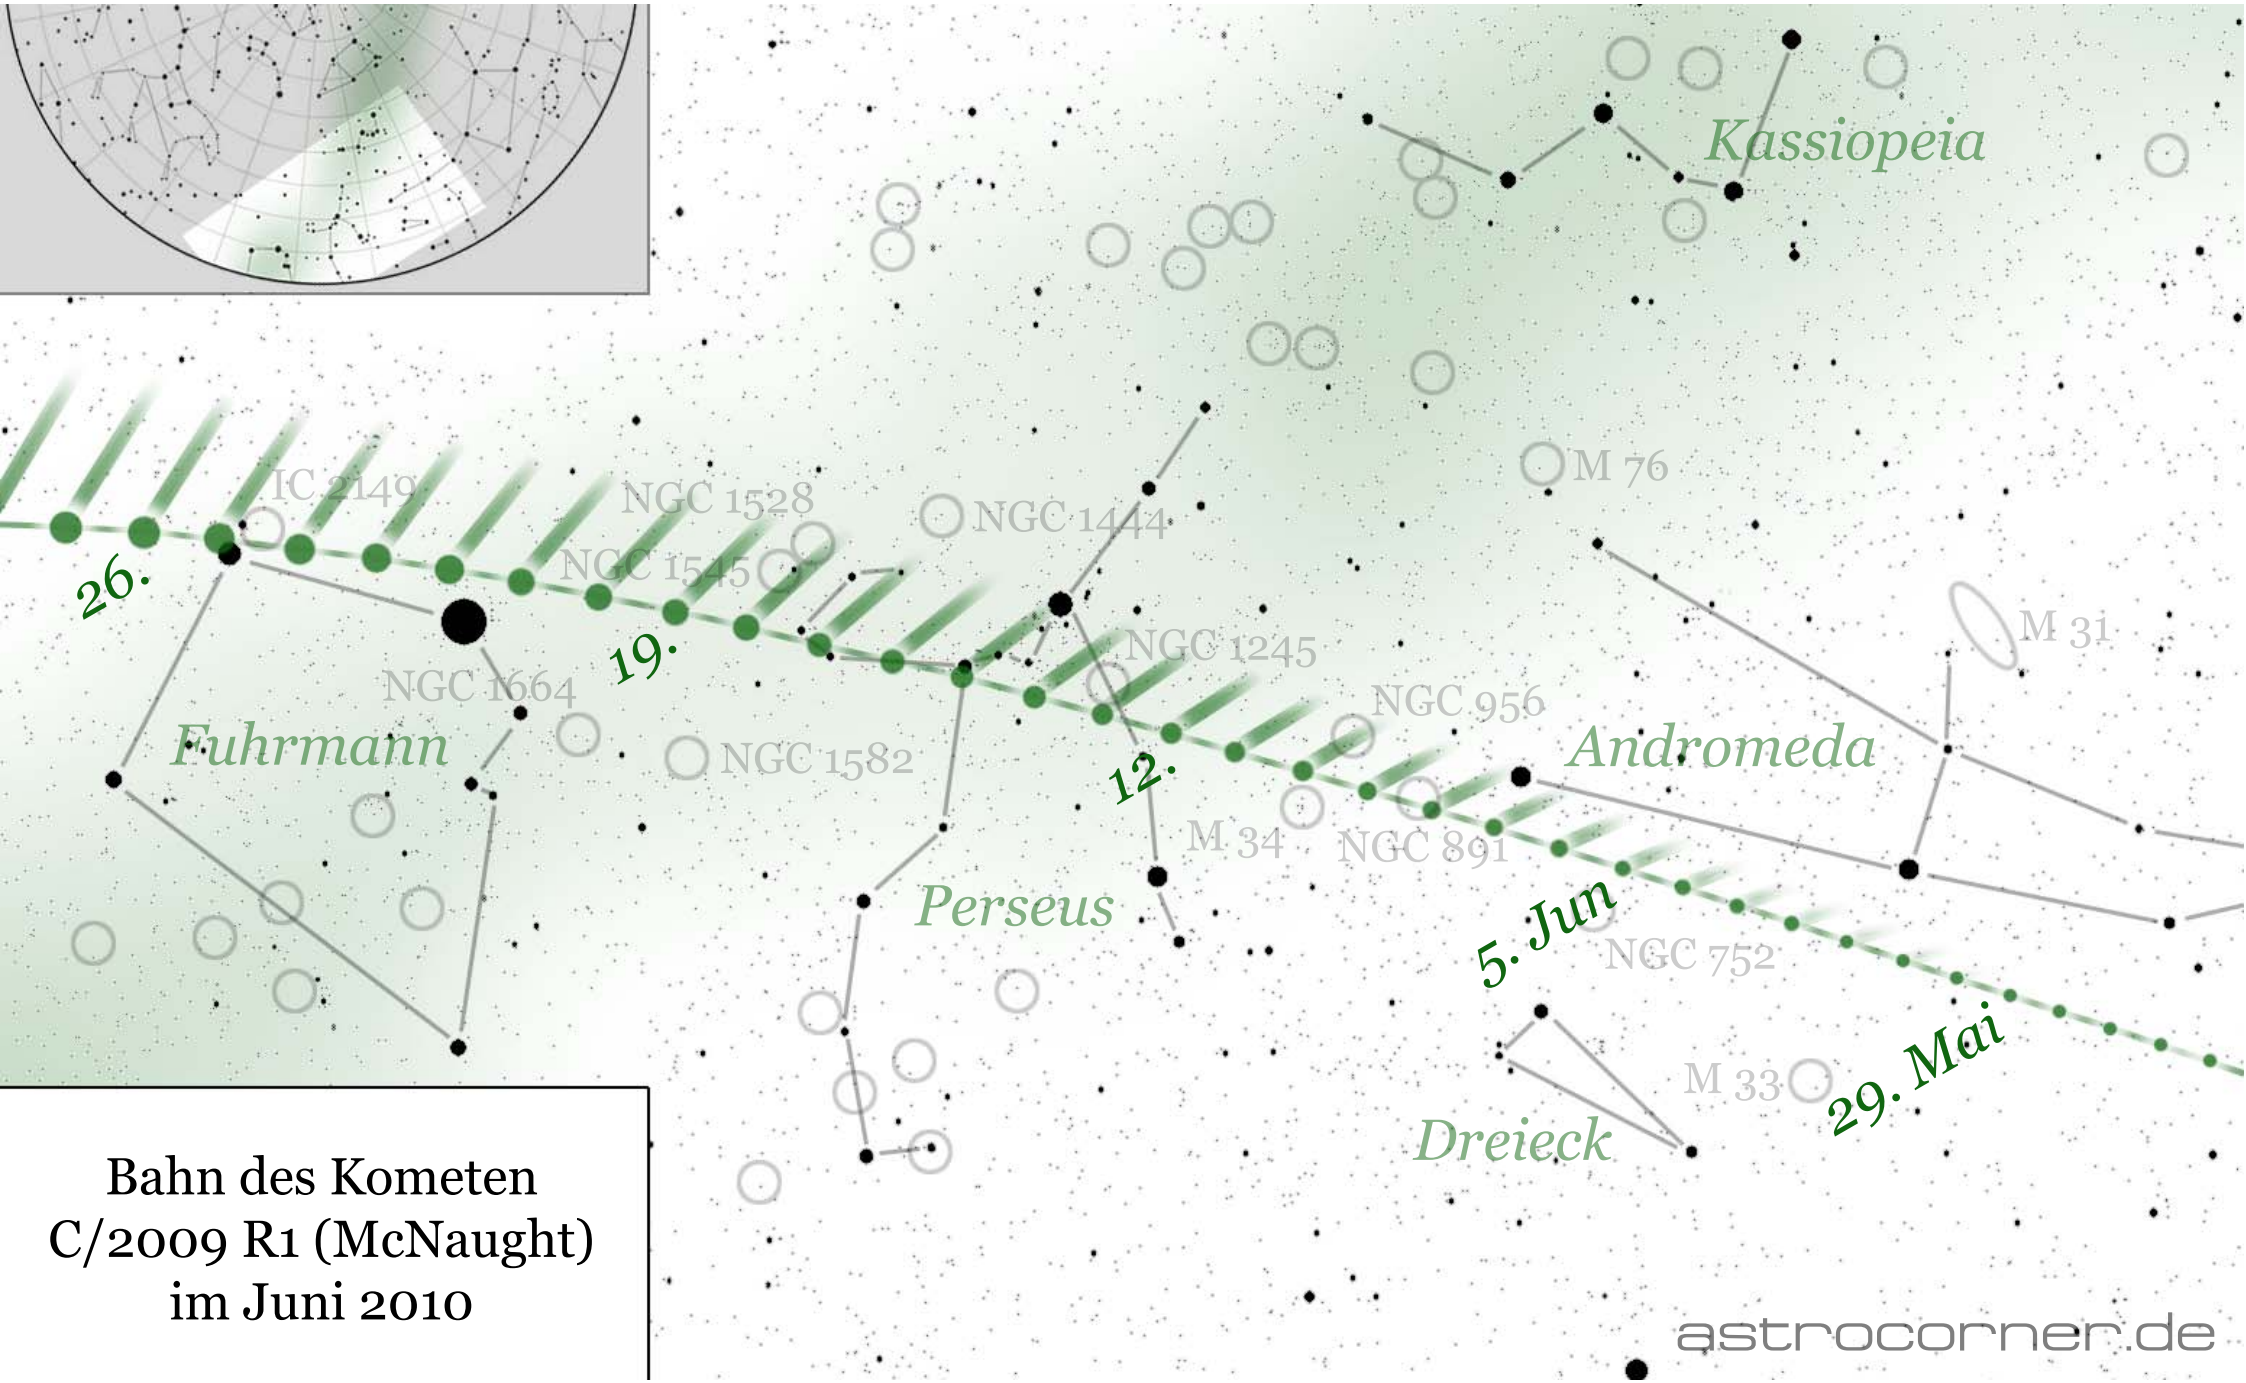 Kassiopeia
M 76
IC 2149
NGC 1528
NGC 1444
NGC 1545
26.
M 31
NGC 1245
19.
NGC 1664
NGC 956
Fuhrmann
NGC 1582
Andromeda
12.
M 34
NGC 891
Perseus
5. Jun
NGC 752
29. Mai
M 33
Dreieck
Bahn des Kometen
C/2009 R1 (McNaught)
im Juni 2010
astrocorner.de